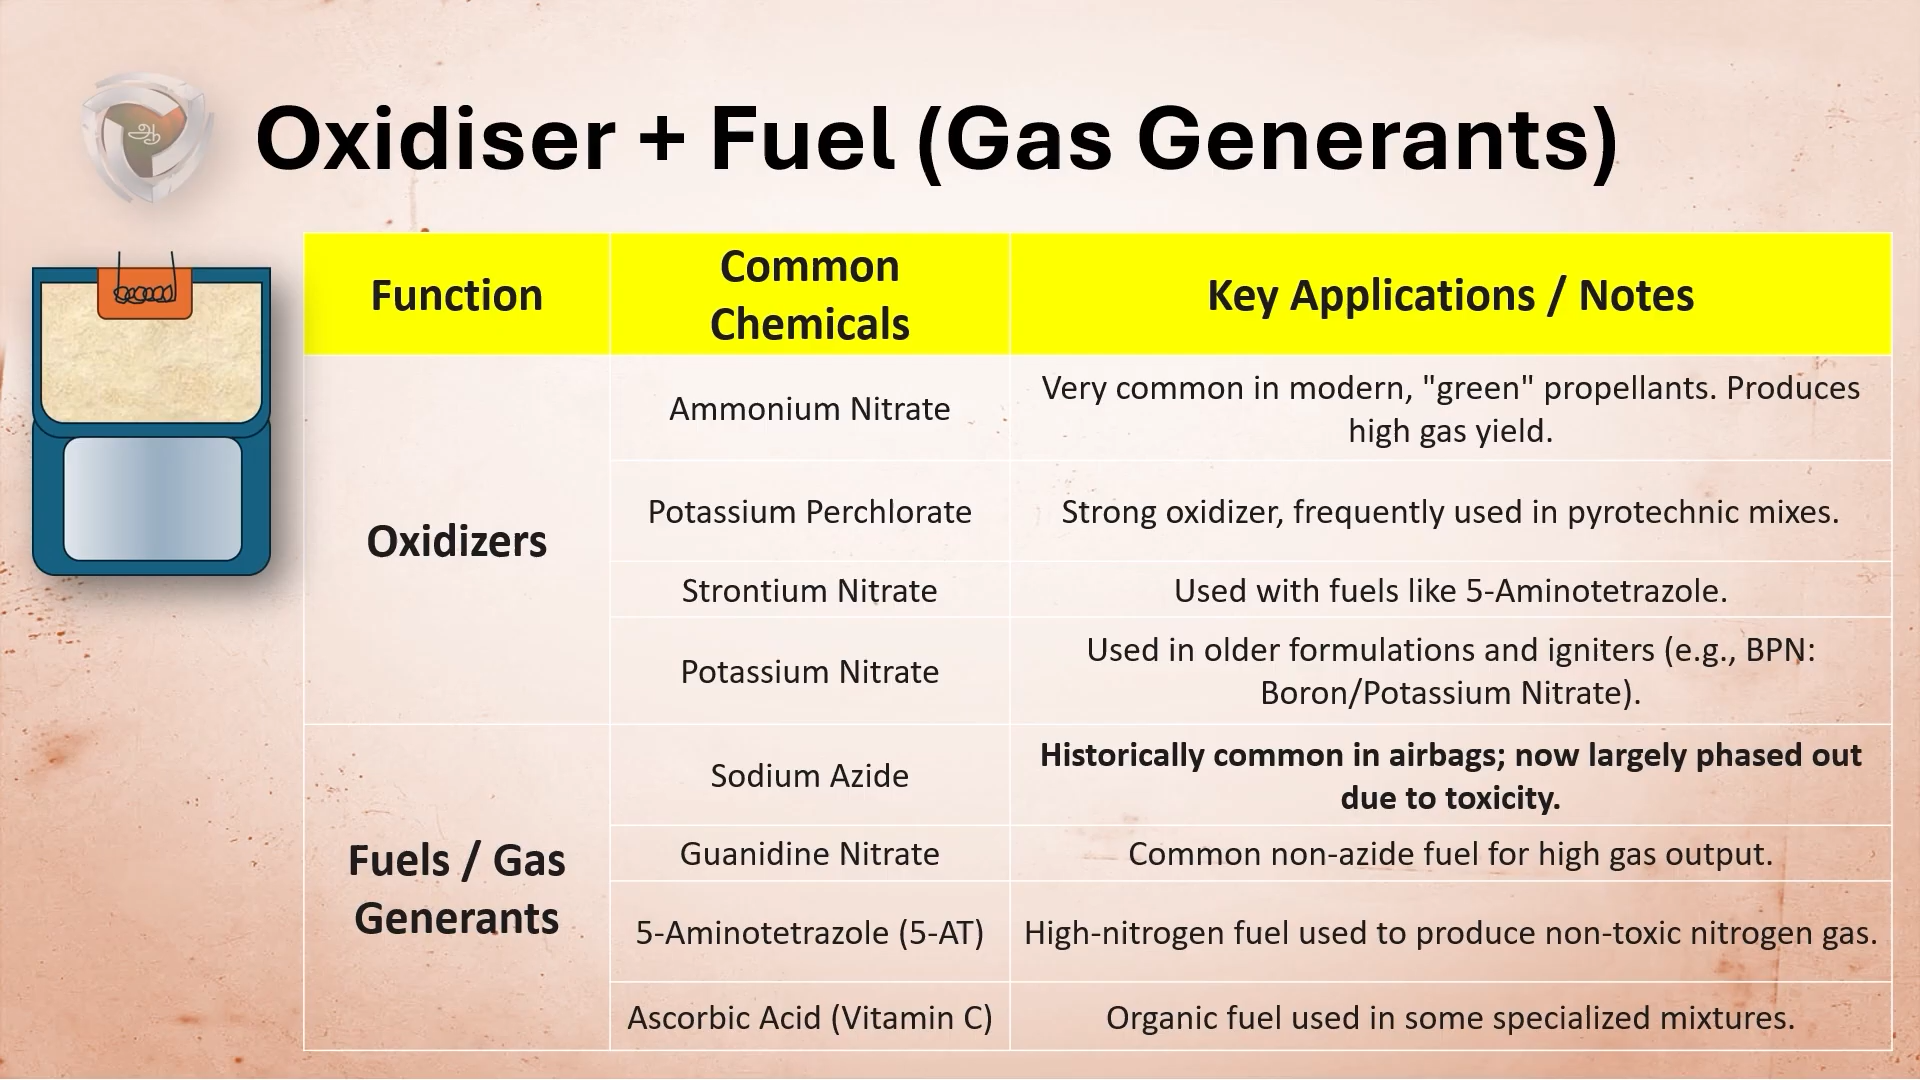 Oxidiser + Fuel (Gas Generants)
Function
Common
Chemicals
Key Applications / Notes
Oxidizers
Ammonium Nitrate
Very common in modern, "green" propellants. Produces
high gas yield.
Potassium Perchlorate
Strong oxidizer, frequently used in pyrotechnic mixes.
Strontium Nitrate
Used with fuels like 5-Aminotetrazole.
Potassium Nitrate
Used in older formulations and igniters (e.g., BPN:
Boron/Potassium Nitrate).
Fuels / Gas
Generants
Sodium Azide
Historically common in airbags; now largely phased out
due to toxicity.
Guanidine Nitrate
Common non-azide fuel for high gas output.
5-Aminotetrazole (5-AT)
High-nitrogen fuel used to produce non-toxic nitrogen gas.
Ascorbic Acid (Vitamin C)
Organic fuel used in some specialized mixtures.